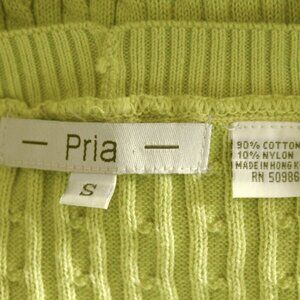 — Pria —
S
90% COTTON
10% NYLON
MADE IN HONG K
RN 50986